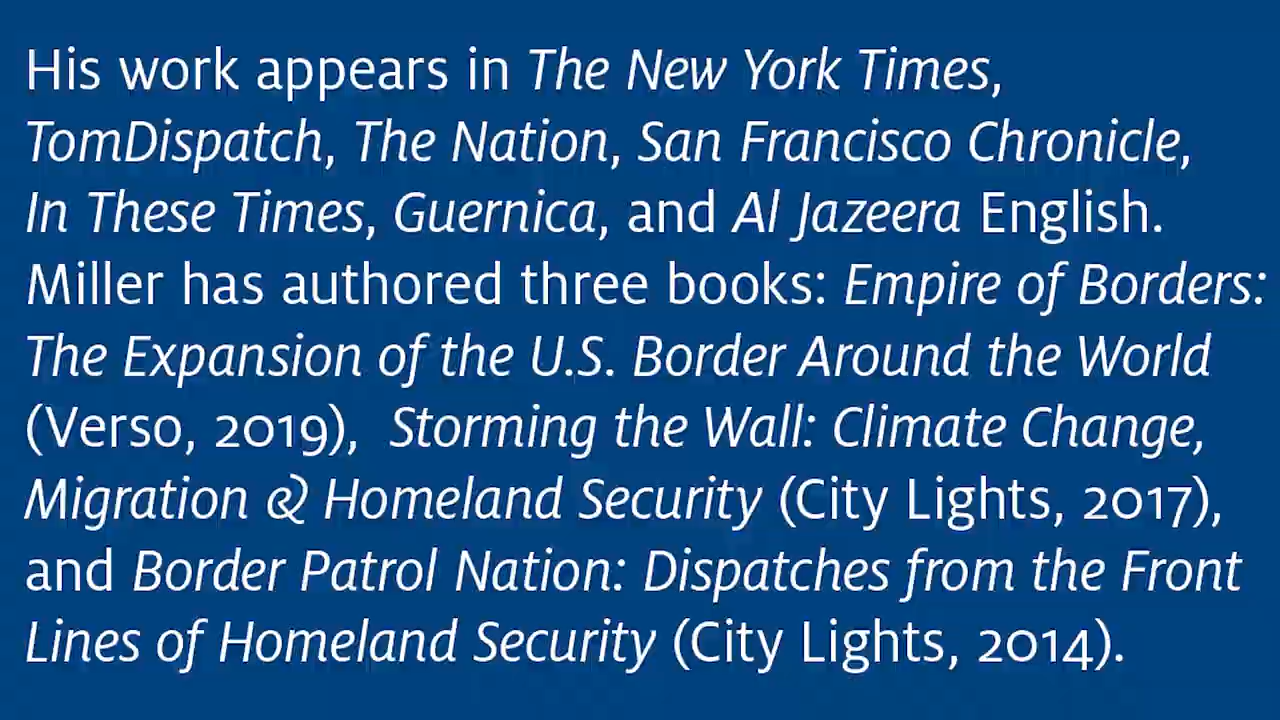 His work appears in The New York Times,
TomDispatch, The Nation, San Francisco Chronicle,
In These Times, Guernica, and Al Jazeera English.
Miller has authored three books: Empire of Borders:
The Expansion of the U.S. Border Around the World
(Verso, 2019),  Storming the Wall: Climate Change,
Migration & Homeland Security (City Lights, 2017),
and Border Patrol Nation: Dispatches from the Front
Lines of Homeland Security (City Lights, 2014).